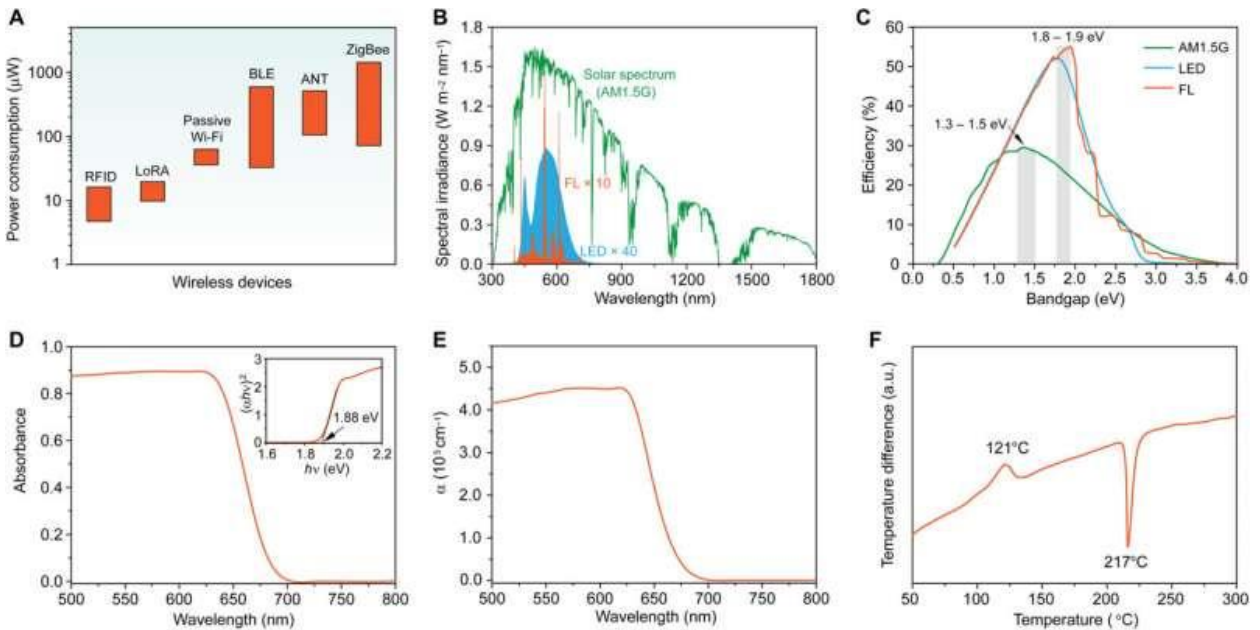 A
Power comsumption (μW)
1000
100
10
1
RFID
LoRA
Passive
Wi-Fi
BLE
ANT
ZigBee
Wireless devices
B
Spectral irradiance (W m⁻² nm⁻¹)
1.8
1.5
1.2
0.9
0.6
0.3
0.0
Solar spectrum
(AM1.5G)
FL × 10
LED × 40
300 600 900 1200 1500 1800
Wavelength (nm)
C
Efficiency (%)
60
50
40
30
20
10
0
1.8 – 1.9 eV
1.3 – 1.5 eV
AM1.5G
LED
FL
0.0 0.5 1.0 1.5 2.0 2.5 3.0 3.5 4.0
Bandgap (eV)
D
Absorbance
1.0
0.8
0.6
0.4
0.2
0.0
(αhν)²
3
2
1
0
1.88 eV
1.6 1.8 2.0 2.2
hν (eV)
500 550 600 650 700 750 800
Wavelength (nm)
E
α (10⁵ cm⁻¹)
5.0
4.0
3.0
2.0
1.0
0.0
500 550 600 650 700 750 800
Wavelength (nm)
F
Temperature difference (a.u.)
121°C
217°C
50 100 150 200 250 300
Temperature ( °C)